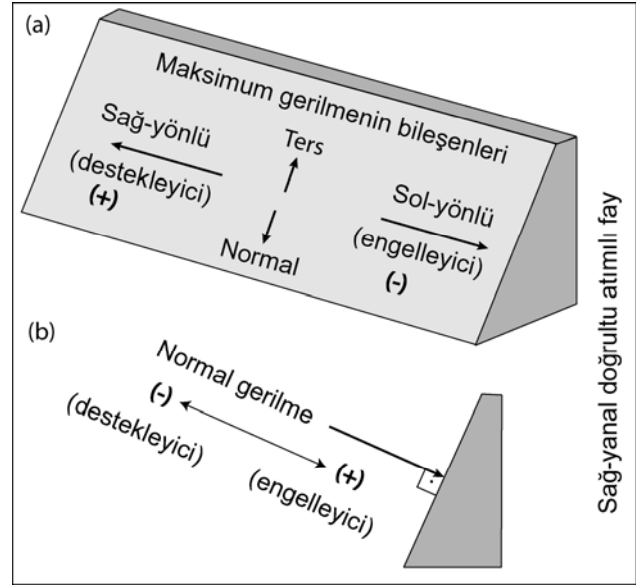 (a)
Maksimum gerilmenin bileşenleri
Sağ-yönlü
(destekleyici)
(+)
Ters
Normal
Sol-yönlü
(engelleyici)
(-)
(b)
Normal gerilme
(-)
(destekleyici)
(+)
(engelleyici)
Sağ-yanal doğrultu atımılı fay